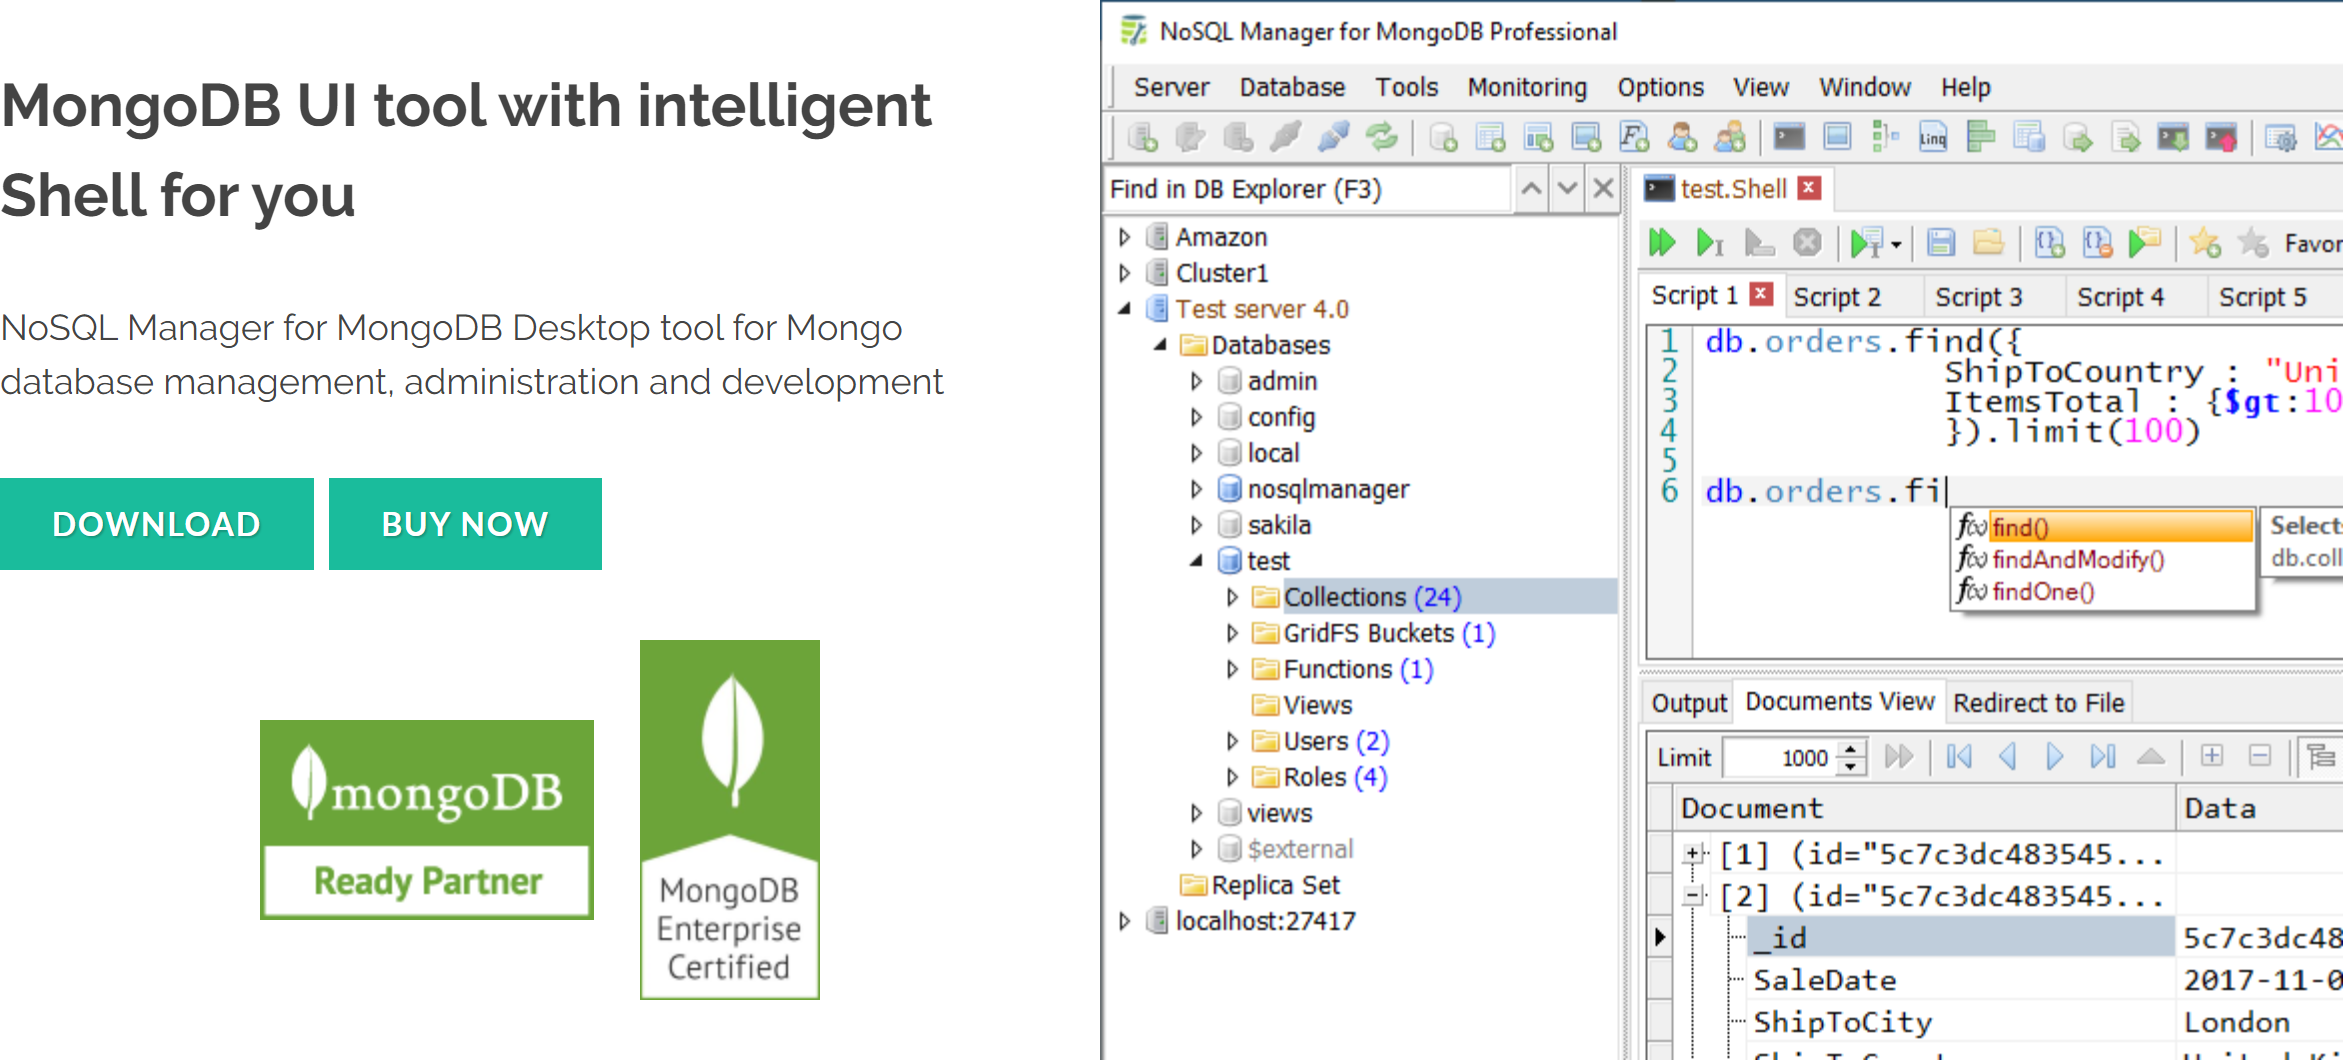 MongoDB UI tool with intelligent
Shell for you
NoSQL Manager for MongoDB Desktop tool for Mongo
database management, administration and development
DOWNLOAD
BUY NOW
mongoDB
Ready Partner
MongoDB
Enterprise
Certified
NoSQL Manager for MongoDB Professional
Server Database Tools Monitoring Options View Window Help
Linq
Find in DB Explorer (F3)
Amazon
Cluster1
Test server 4.0
Databases
admin
config
local
nosqlmanager
sakila
test
Collections (24)
GridFS Buckets (1)
Functions (1)
Views
Users (2)
Roles (4)
views
$external
Replica Set
localhost:27417
test.Shell
Favor
Script 1 Script 2 Script 3 Script 4 Script 5
1 db.orders.find({
2 ShipToCountry : "Uni
3 ItemsTotal : {$gt:10
4 }).limit(100)
5
6 db.orders.fi
f(x) find()
f(x) findAndModify()
f(x) findOne()
Select
db.coll
Output Documents View Redirect to File
Limit 1000
Document Data
[1] (id="5c7c3dc483545...
[2] (id="5c7c3dc483545...
_id 5c7c3dc48
SaleDate 2017-11-0
ShipToCity London